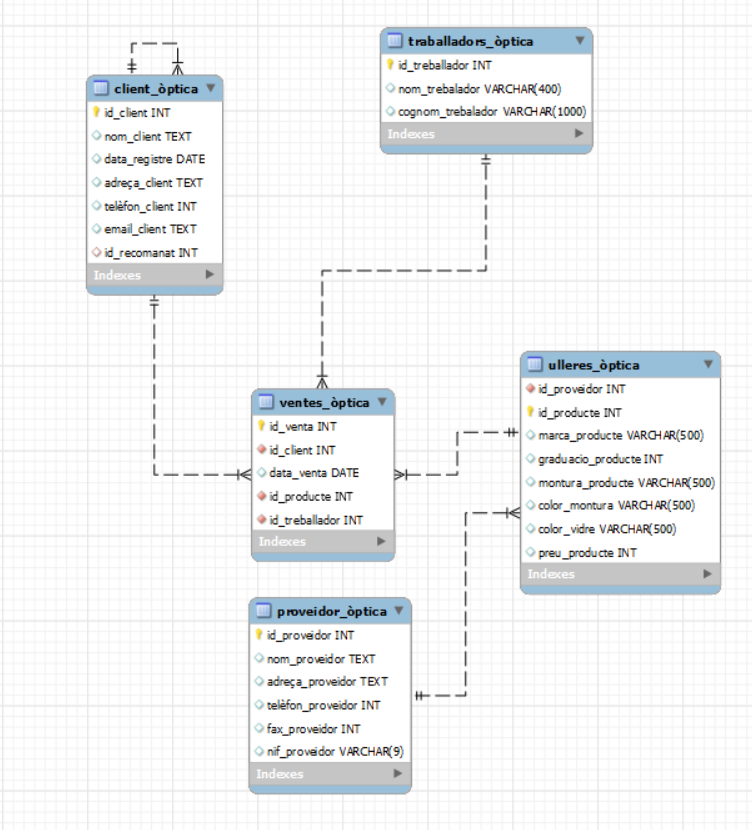 client_òptica
id_client INT
nom_client TEXT
data_registre DATE
adreça_client TEXT
telèfon_client INT
email_client TEXT
id_recomanat INT
Indexes
traballadors_òptica
id_treballador INT
nom_trebalador VARCHAR(400)
cognom_trebalador VARCHAR(1000)
Indexes
ventes_òptica
id_venta INT
id_client INT
data_venta DATE
id_producte INT
id_treballador INT
Indexes
ulleres_òptica
id_proveidor INT
id_producte INT
marca_producte VARCHAR(500)
graduacio_producte INT
montura_producte VARCHAR(500)
color_montura VARCHAR(500)
color_vidre VARCHAR(500)
preu_producte INT
Indexes
proveidor_òptica
id_proveidor INT
nom_proveidor TEXT
adreça_proveidor TEXT
telèfon_proveidor INT
fax_proveidor INT
nif_proveidor VARCHAR(9)
Indexes